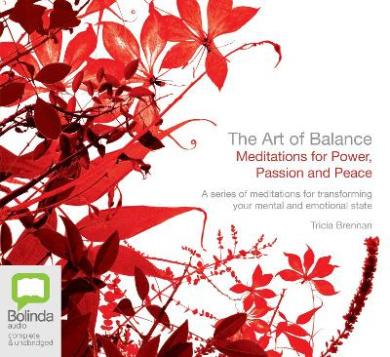 The Art of Balance
Meditations for Power,
Passion and Peace
A series of meditations for transforming
your mental and emotional state
Tricia Brennan
Bolinda
audio
complete
& unabridged